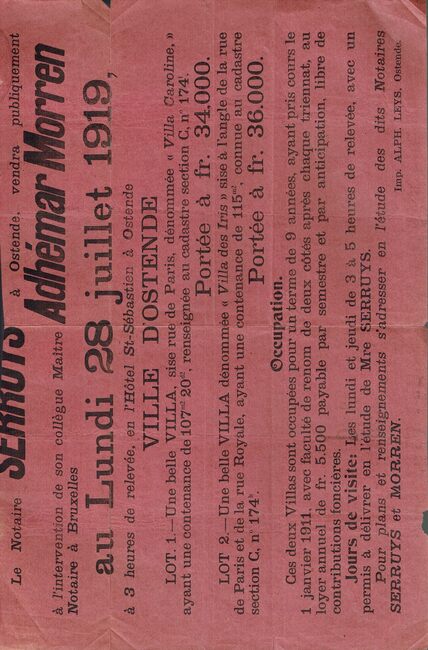 Le Notaire SERRUYS à Ostende, vendra publiquement
à l'intervention de son collègue Maître Adhémar Morren
Notaire à Bruxelles
au Lundi 28 juillet 1919,
à 3 heures de relevée, en l'Hôtel St-Sébastien à Ostende
VILLE D'OSTENDE
LOT. 1.—Une belle VILLA, sise rue de Paris, dénommée « Villa Caroline, »
ayant une contenance de 107m2 20dm2 renseignée au cadastre section C, n° 174f.
Portée à fr. 34.000.
LOT 2—Une belle VILLA dénommée « Villa des Iris » sise à l'angle de la rue
de Paris et de la rue Royale, ayant une contenance de 115m2, connue au cadastre
section C, n° 174e.
Portée à fr. 36.000.
Occupation.
Ces deux Villas sont occupées pour un terme de 9 années, ayant pris cours le
1 janvier 1911, avec faculté de renom de deux côtés après chaque triennat, au
loyer annuel de fr. 5.500 payable par semestre et par anticipation, libre de
contributions foncières.
Jours de visite: Les lundi et jeudi de 3 à 5 heures de relevée, avec un
permis à délivrer en l'étude de Mre SERRUYS.
Pour plans et renseignements s'adresser en l'étude des dits Notaires
SERRUYS et MORREN.
Imp. ALPH. LEYS, Ostende.